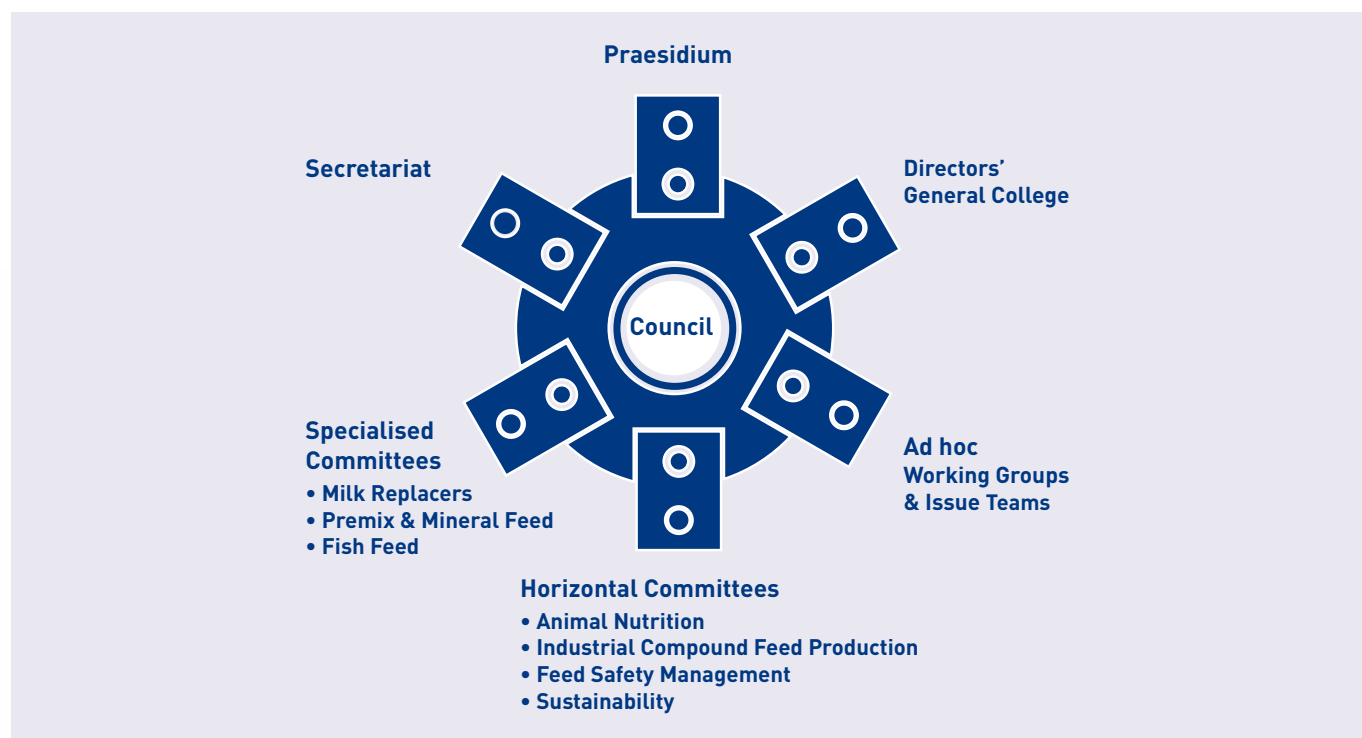 Praesidium
Secretariat
Directors’
General College
Council
Specialised
Committees
• Milk Replacers
• Premix & Mineral Feed
• Fish Feed
Ad hoc
Working Groups
& Issue Teams
Horizontal Committees
• Animal Nutrition
• Industrial Compound Feed Production
• Feed Safety Management
• Sustainability